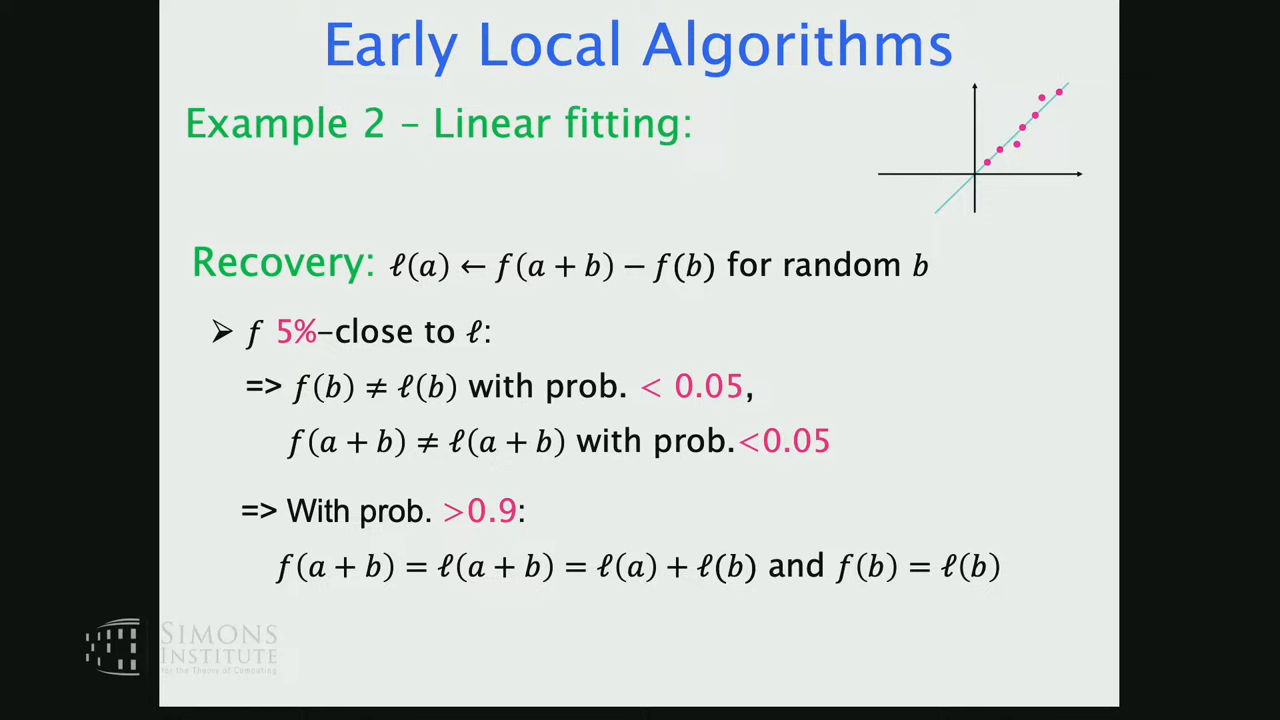 Early Local Algorithms
Example 2 – Linear fitting:
Recovery: ℓ(a) ← f(a + b) − f(b) for random b
➢ f 5%-close to ℓ:
=> f(b) ≠ ℓ(b) with prob. < 0.05,
f(a + b) ≠ ℓ(a + b) with prob.<0.05
=> With prob. >0.9:
f(a + b) = ℓ(a + b) = ℓ(a) + ℓ(b) and f(b) = ℓ(b)
SIMONS
INSTITUTE
for the Theory of Computing